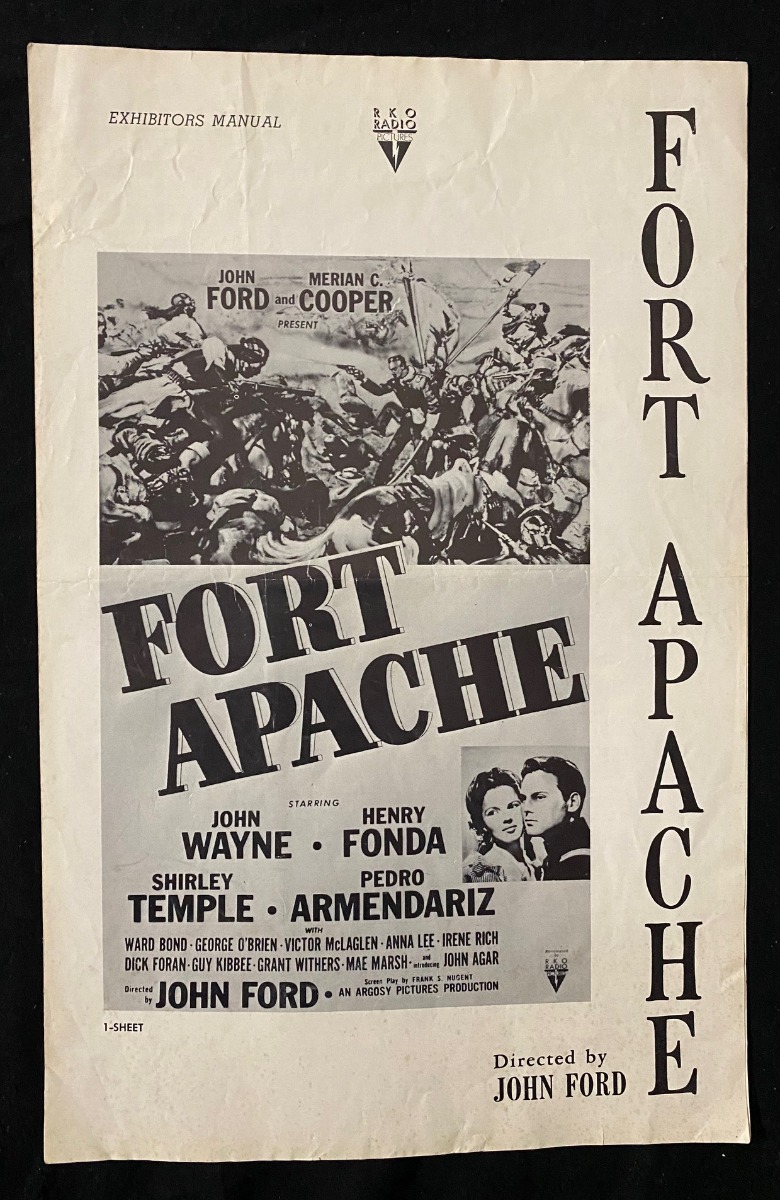 EXHIBITORS MANUAL
RKO
RADIO
PICTURES
FORT APACHE
JOHN FORD and MERIAN C. COOPER
PRESENT
FORT
APACHE
STARRING
JOHN WAYNE • HENRY FONDA
SHIRLEY TEMPLE • PEDRO ARMENDARIZ
WITH
WARD BOND · GEORGE O'BRIEN · VICTOR McLAGLEN · ANNA LEE · IRENE RICH
DICK FORAN · GUY KIBBEE · GRANT WITHERS · MAE MARSH · and introducing JOHN AGAR
Directed by JOHN FORD • Screen Play by FRANK S. NUGENT
AN ARGOSY PICTURES PRODUCTION
RKO
RADIO
1-SHEET
Directed by
JOHN FORD